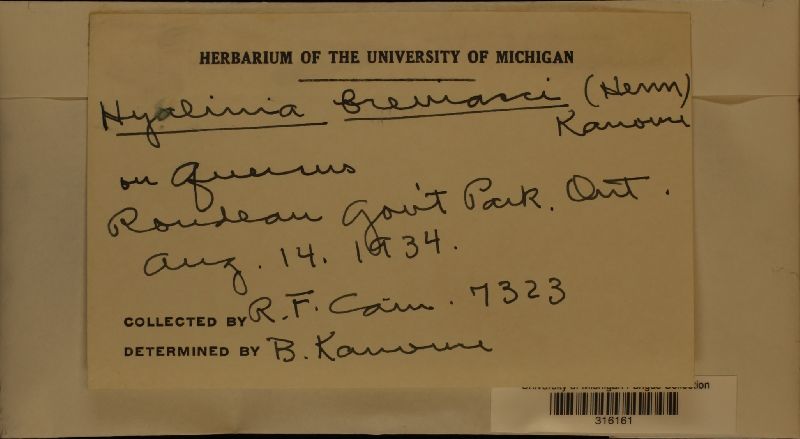 HERBARIUM OF THE UNIVERSITY OF MICHIGAN
Hyalinia breviasci (Henn)
Kanouse
on Quercus
Rondeau Gov't Park. Ont.
Aug. 14. 1934.
COLLECTED BY R. F. Cain. 7323
DETERMINED BY B. Kanouse
University of Michigan Fungus Collection
316161